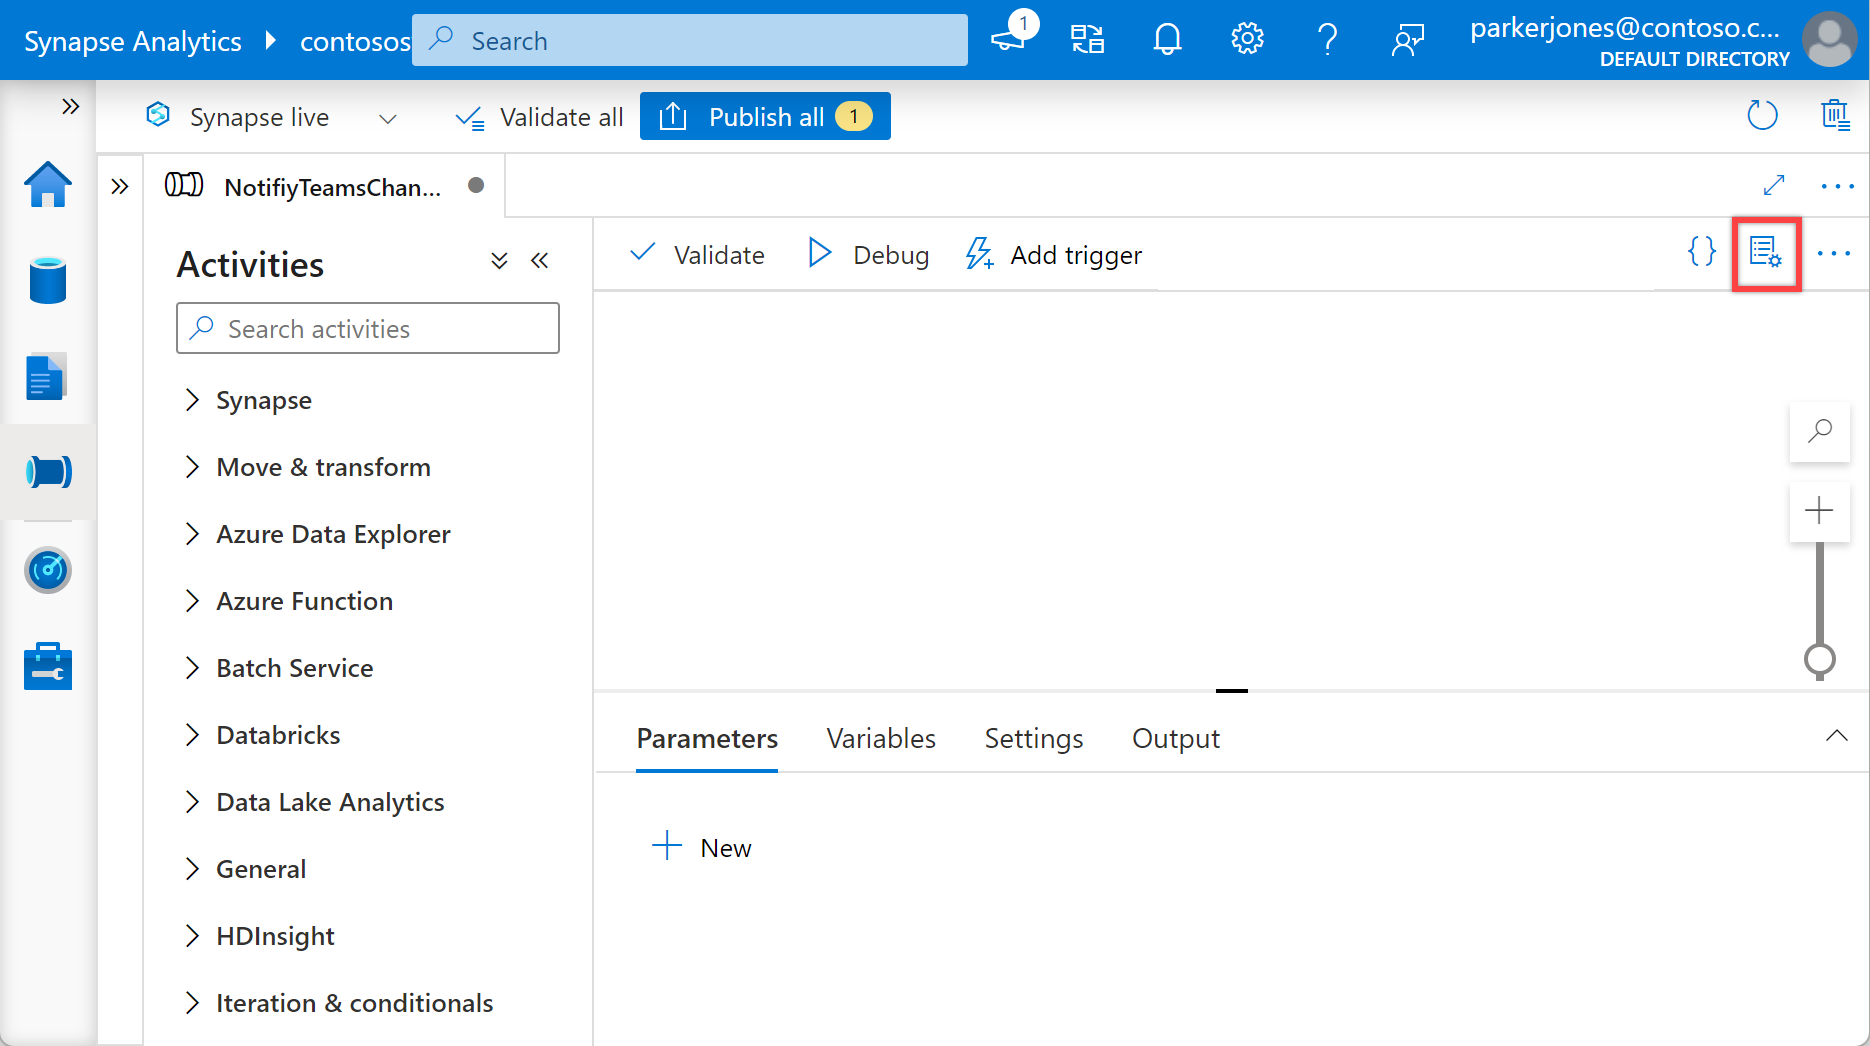 Synapse Analytics
contosos
Search
1
parkerjones@contoso.c...
DEFAULT DIRECTORY
Synapse live
Validate all
Publish all
1
NotifiyTeamsChan...
Activities
Search activities
Synapse
Move & transform
Azure Data Explorer
Azure Function
Batch Service
Databricks
Data Lake Analytics
General
HDInsight
Iteration & conditionals
Validate
Debug
Add trigger
{}
Parameters
Variables
Settings
Output
New